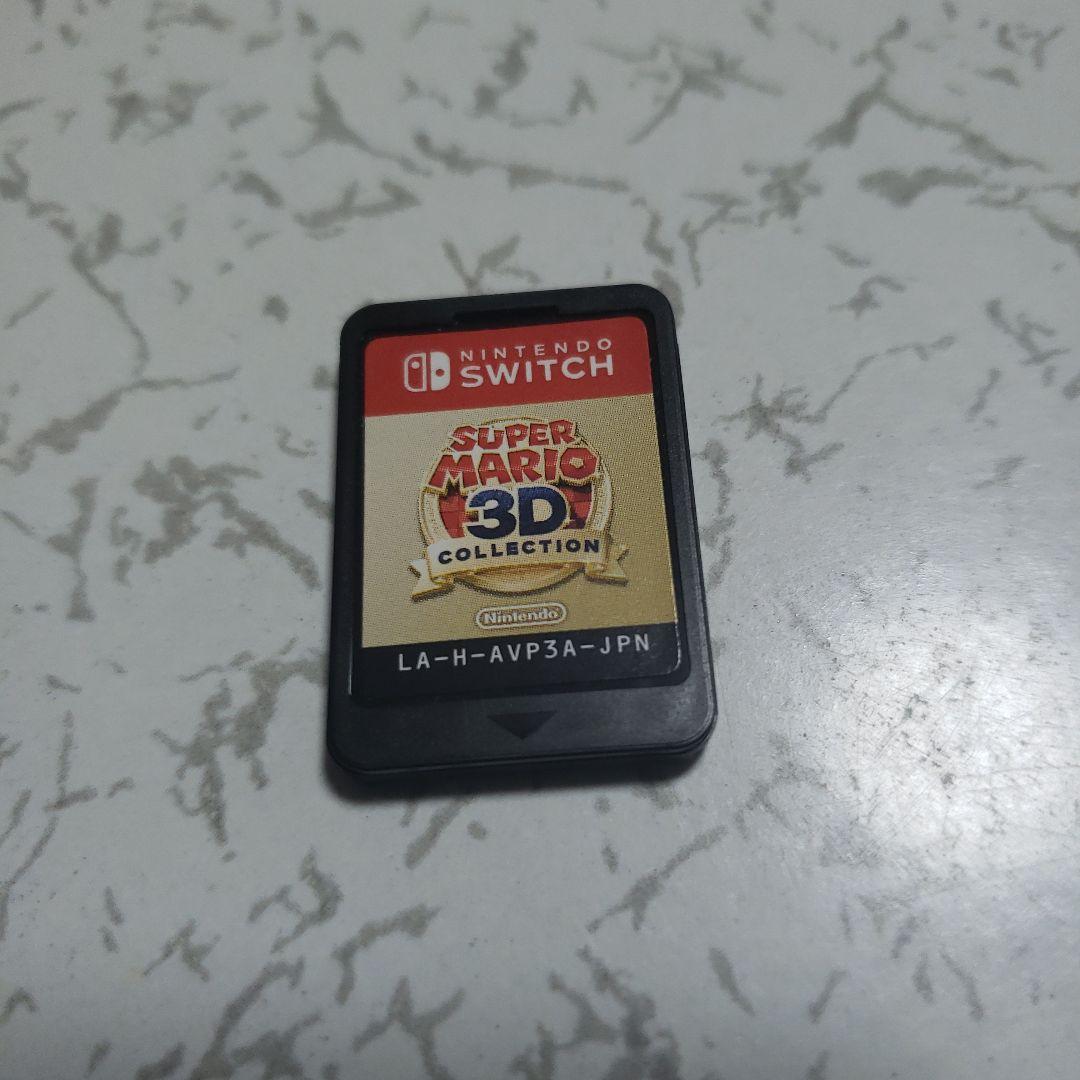 NINTENDO
SWITCH
SUPER
MARIO
3D
COLLECTION
Nintendo
LA-H-AVP3A-JPN